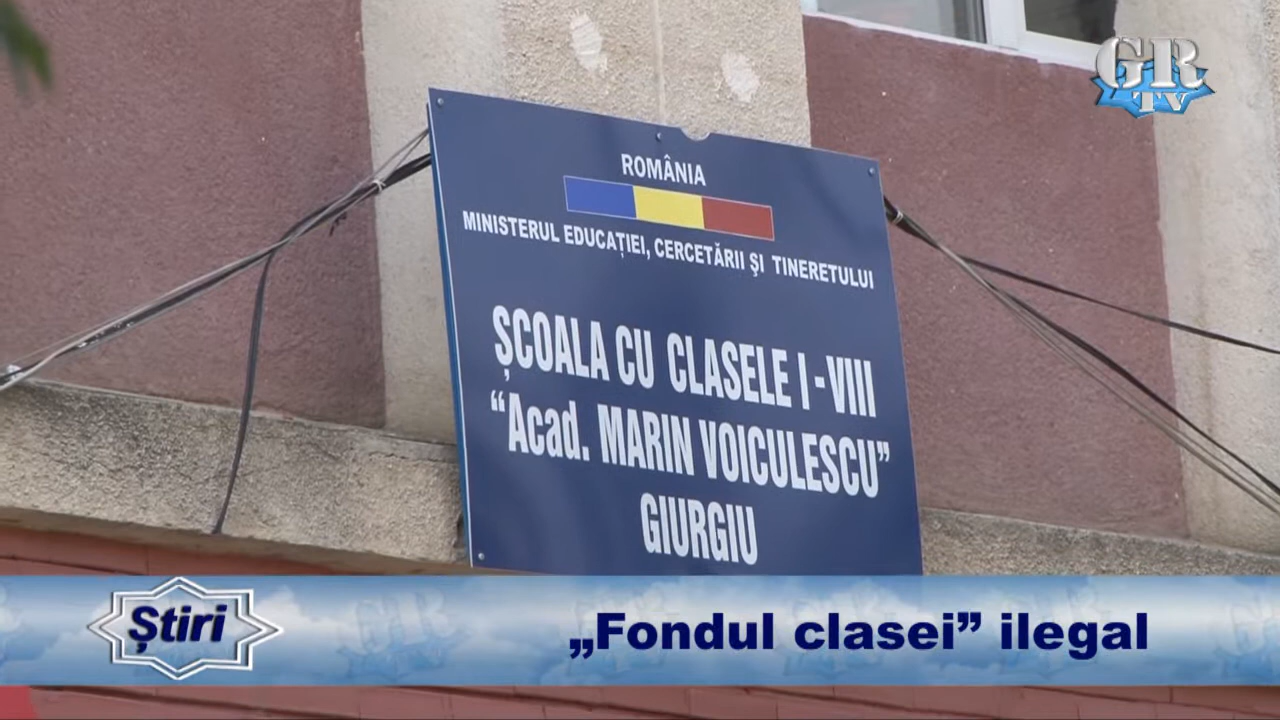 GR
TV
ROMÂNIA
MINISTERUL EDUCAȚIEI, CERCETĂRII ŞI TINERETULUI
ȘCOALA CU CLASELE I -VIII
“Acad. MARIN VOICULESCU”
GIURGIU
Știri
„Fondul clasei” ilegal